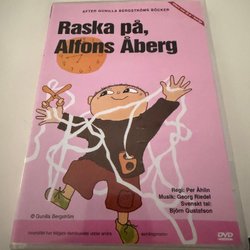 EFTER GUNILLA BERGSTRÖMS BÖCKER
Raska på,
Alfons Åberg
Regi: Per Åhlin
Musik: Georg Riedel
Svenskt tal:
Björn Gustafson
© Gunilla Bergström
DVD